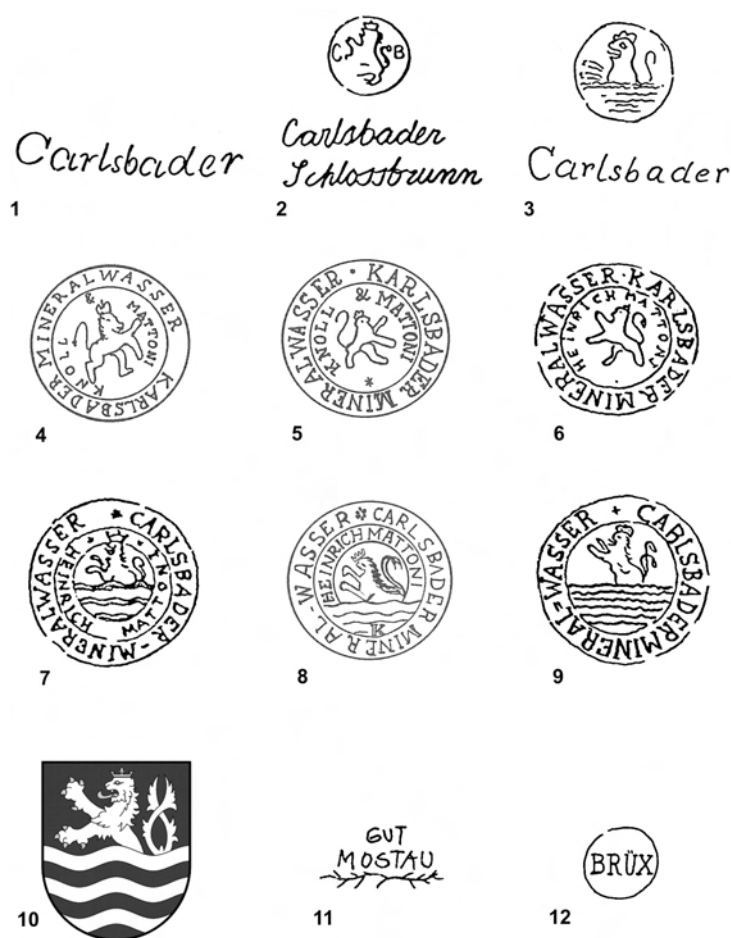 C B
Carlsbader
Carlsbader
Schlossbrunn
Carlsbader
1
2
3
MINERALWASSER KARLSBADER
KNOLL & MATTONI
4
MINERALWASSER · KARLSBADER
KNOLL & MATTONI *
5
MINERALWASSER · KARLSBADER
HEINRICH MATTONI
6
CARLSBADER-MINERALWASSER *
HEINRICH MATTONI *
7
CARLSBADER MINERAL-WASSER *
HEINRICH MATTONI
K
8
CARLSBADER MINERAL=WASSER +
9
10
GUT
MOSTAU
11
BRÜX
12